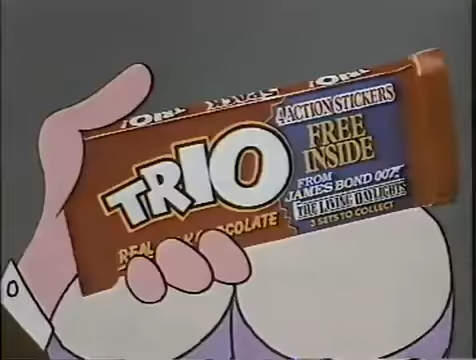 4 ACTION STICKERS
FREE
INSIDE
FROM
JAMES BOND 007
THE LIVING DAYLIGHTS
3 SETS TO COLLECT
TRIO
REAL MILK CHOCOLATE